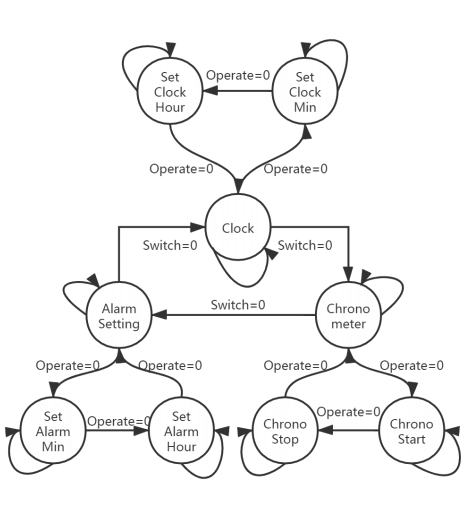 Operate=0
Set
Clock
Hour
Set
Clock
Min
Operate=0
Operate=0
Clock
Switch=0
Switch=0
Switch=0
Alarm
Setting
Chrono
meter
Operate=0
Operate=0
Operate=0
Operate=0
Set
Alarm
Min
Operate=0
Set
Alarm
Hour
Chrono
Stop
Operate=0
Chrono
Start